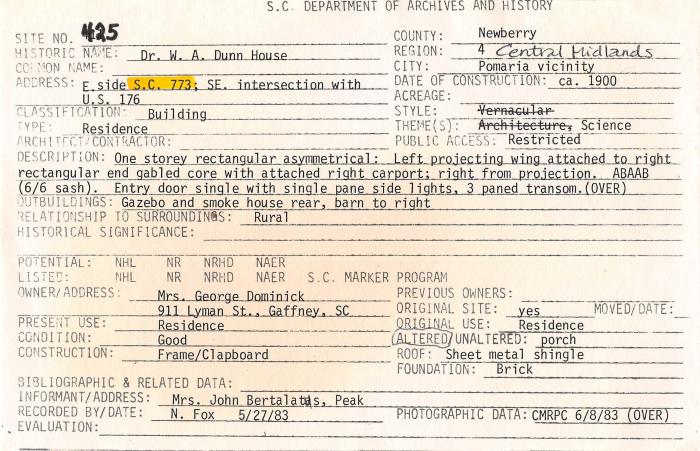 S.C. DEPARTMENT OF ARCHIVES AND HISTORY
SITE NO. 425
COUNTY: Newberry
HISTORIC NAME: Dr. W. A. Dunn House
REGION: 4 Central Midlands
COMMON NAME:
CITY: Pomaria vicinity
ADDRESS: E side S.C. 773; SE. intersection with
DATE OF CONSTRUCTION: ca. 1900
U.S. 176
ACREAGE:
CLASSIFICATION: Building
STYLE: Vernacular
TYPE: Residence
THEME(S): Architecture, Science
ARCHITECT/CONTRACTOR:
PUBLIC ACCESS: Restricted
DESCRIPTION: One storey rectangular asymmetrical: Left projecting wing attached to right
rectangular end gabled core with attached right carport; right from projection. ABAAB
(6/6 sash). Entry door single with single pane side lights, 3 paned transom.(OVER)
OUTBUILDINGS: Gazebo and smoke house rear, barn to right
RELATIONSHIP TO SURROUNDINGS: Rural
HISTORICAL SIGNIFICANCE:
POTENTIAL: NHL NR NRHD NAER
LISTED: NHL NR NRHD NAER S.C. MARKER PROGRAM
OWNER/ADDRESS: Mrs. George Dominick
PREVIOUS OWNERS:
911 Lyman St., Gaffney, SC
ORIGINAL SITE: yes MOVED/DATE:
PRESENT USE: Residence
ORIGINAL USE: Residence
CONDITION: Good
ALTERED/UNALTERED: porch
CONSTRUCTION: Frame/Clapboard
ROOF: Sheet metal shingle
FOUNDATION: Brick
BIBLIOGRAPHIC & RELATED DATA:
INFORMANT/ADDRESS: Mrs. John , Peak
RECORDED BY/DATE: N. Fox 5/27/83
PHOTOGRAPHIC DATA: CMRPC 6/8/83 (OVER)
EVALUATION: